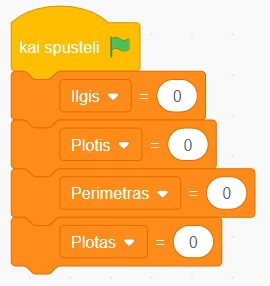 kai spusteli
Ilgis = 0
Plotis = 0
Perimetras = 0
Plotas = 0